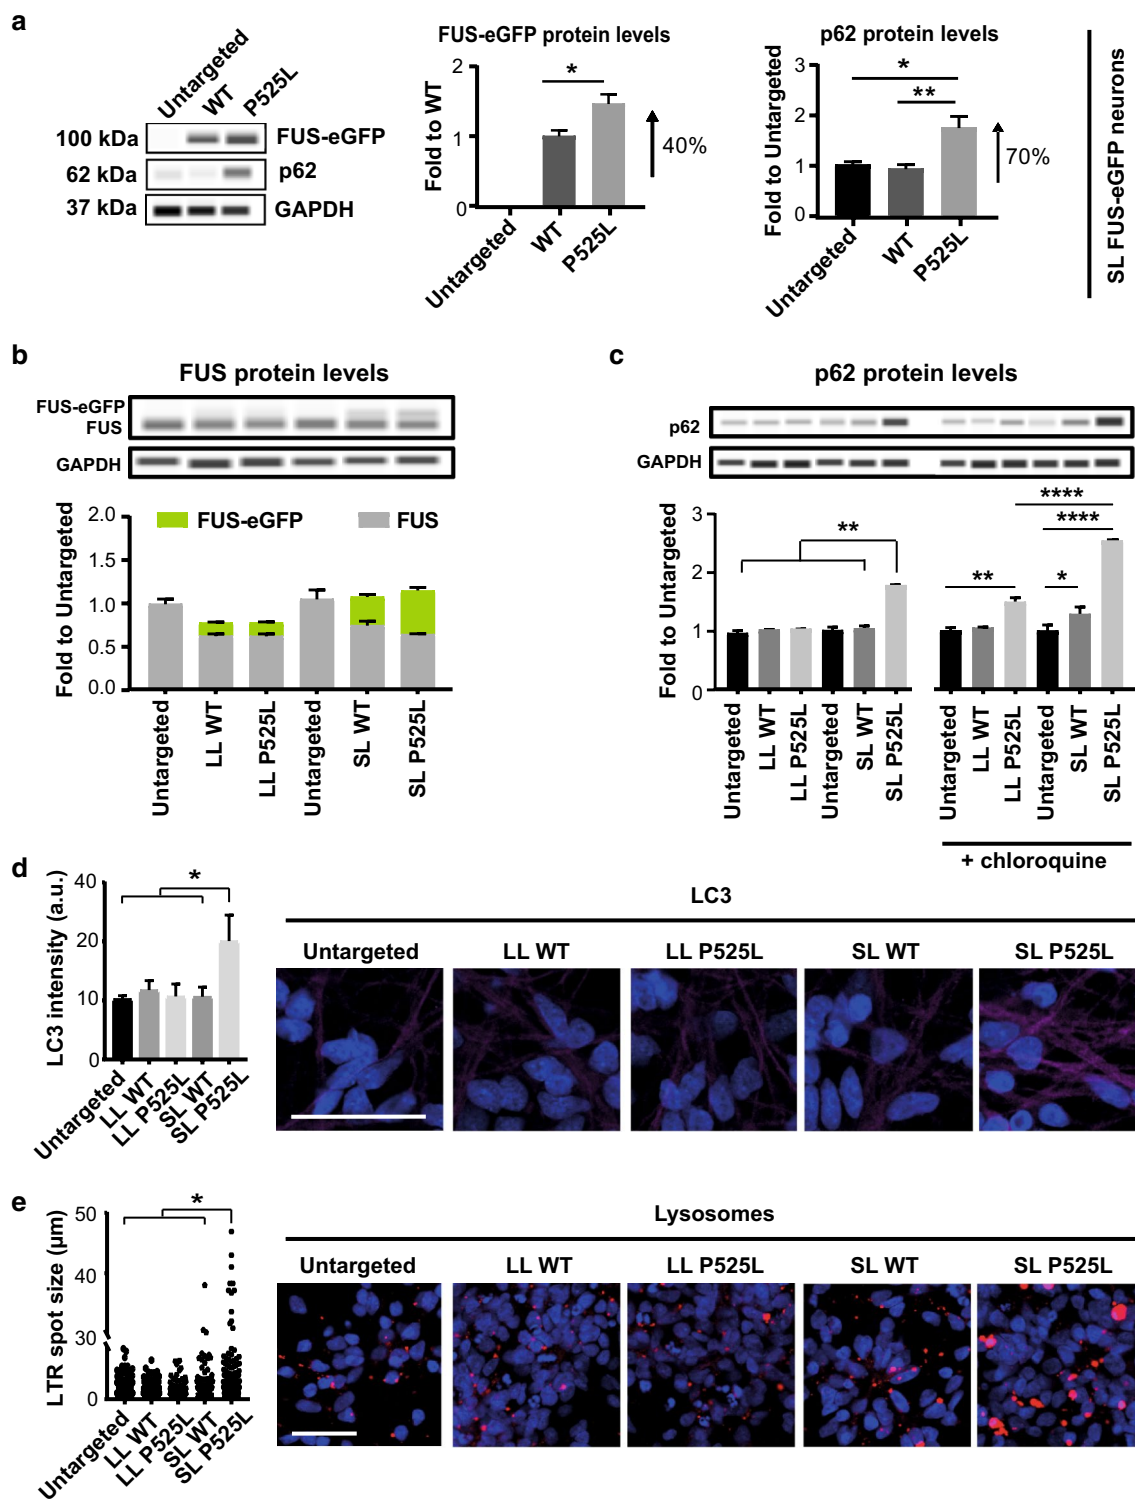 a
Untargeted
WT
P525L
100 kDa
FUS-eGFP
62 kDa
p62
37 kDa
GAPDH
FUS-eGFP protein levels
Fold to WT
2
1
0
*
40%
Untargeted
WT
P525L
p62 protein levels
Fold to Untargeted
3
2
1
0
*
**
70%
Untargeted
WT
P525L
SL FUS-eGFP neurons
b
FUS protein levels
FUS-eGFP
FUS
GAPDH
Fold to Untargeted
2.0
1.5
1.0
0.5
0.0
FUS-eGFP
FUS
Untargeted
LL WT
LL P525L
Untargeted
SL WT
SL P525L
c
p62 protein levels
p62
GAPDH
Fold to Untargeted
3
2
1
0
**
**
*
****
****
Untargeted
LL WT
LL P525L
Untargeted
SL WT
SL P525L
Untargeted
LL WT
LL P525L
Untargeted
SL WT
SL P525L
+ chloroquine
d
LC3 intensity (a.u.)
40
20
10
0
*
Untargeted
LL WT
LL P525L
SL WT
SL P525L
LC3
Untargeted
LL WT
LL P525L
SL WT
SL P525L
e
LTR spot size (µm)
50
40
30
0
*
Untargeted
LL WT
LL P525L
SL WT
SL P525L
Lysosomes
Untargeted
LL WT
LL P525L
SL WT
SL P525L